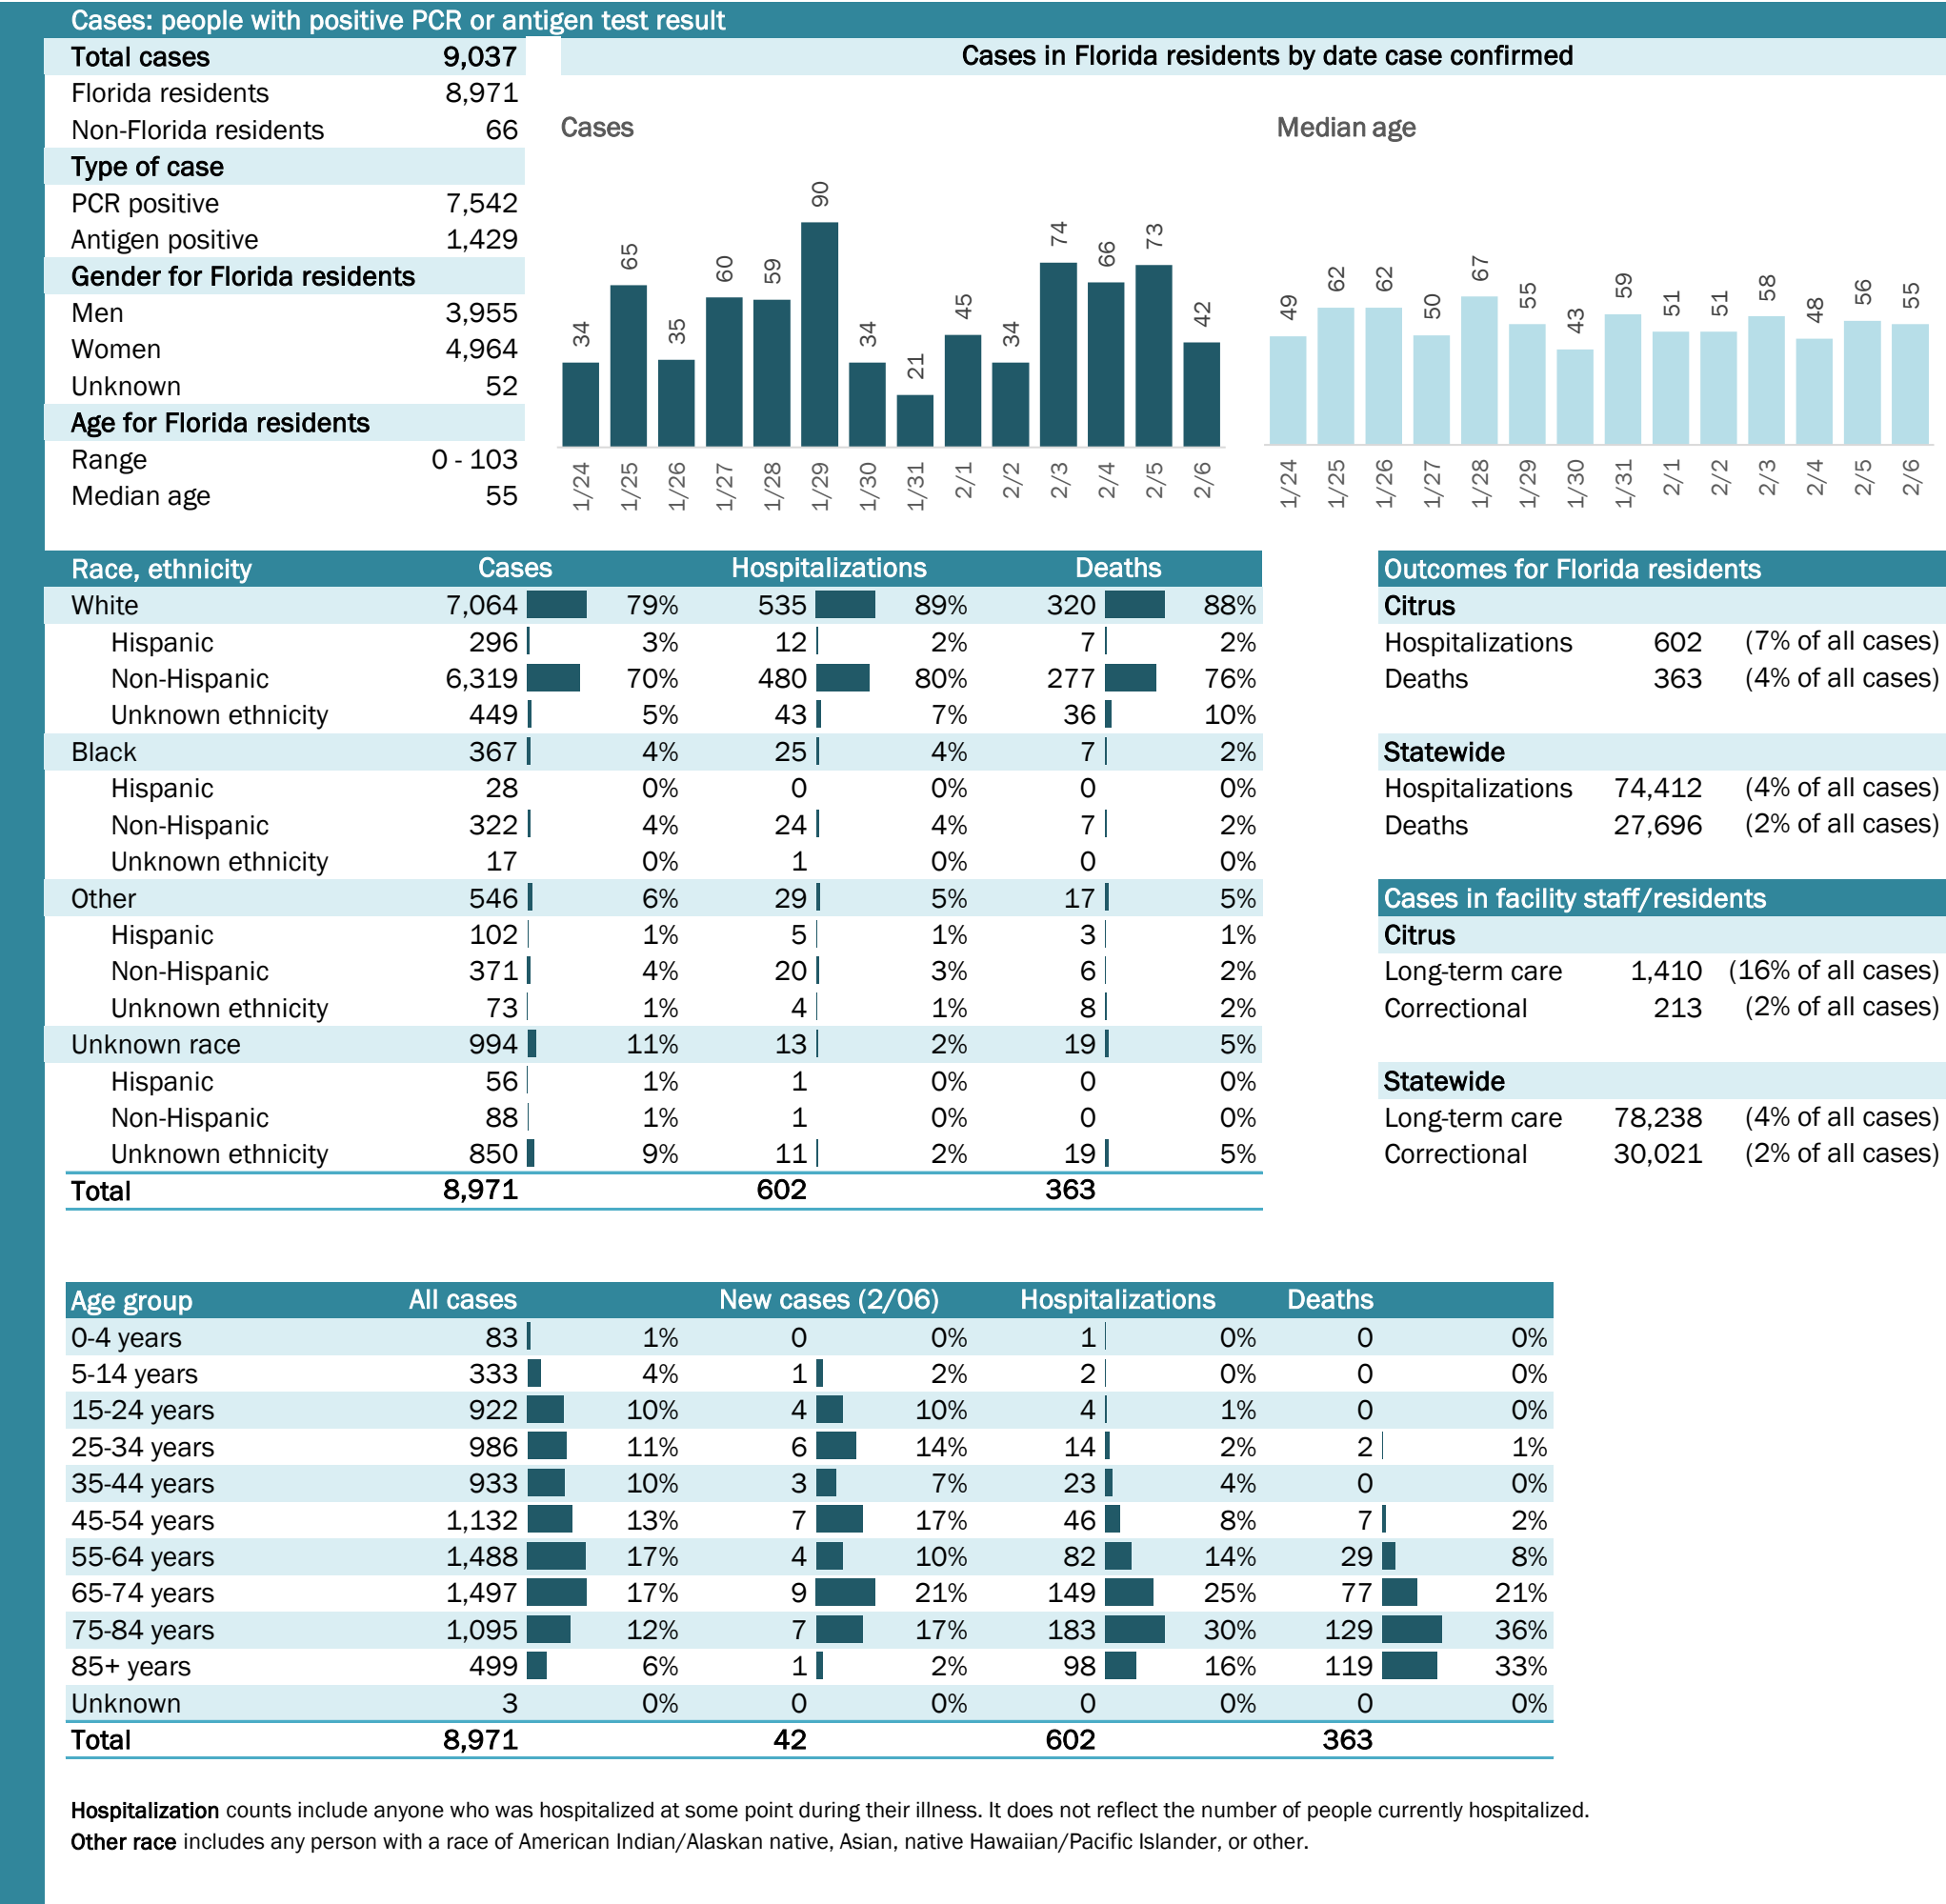 Cases: people with positive PCR or antigen test result
Total cases 9,037
Florida residents 8,971
Non-Florida residents 66
Type of case
PCR positive 7,542
Antigen positive 1,429
Gender for Florida residents
Men 3,955
Women 4,964
Unknown 52
Age for Florida residents
Range 0 - 103
Median age 55
Cases in Florida residents by date case confirmed
Cases
34 65 35 60 59 90 34 21 45 34 74 66 73 42
1/24 1/25 1/26 1/27 1/28 1/29 1/30 1/31 2/1 2/2 2/3 2/4 2/5 2/6
Median age
49 62 62 50 67 55 43 59 51 51 58 48 56 55
1/24 1/25 1/26 1/27 1/28 1/29 1/30 1/31 2/1 2/2 2/3 2/4 2/5 2/6
Race, ethnicity Cases Hospitalizations Deaths
White 7,064 79% 535 89% 320 88%
Hispanic 296 3% 12 2% 7 2%
Non-Hispanic 6,319 70% 480 80% 277 76%
Unknown ethnicity 449 5% 43 7% 36 10%
Black 367 4% 25 4% 7 2%
Hispanic 28 0% 0 0% 0 0%
Non-Hispanic 322 4% 24 4% 7 2%
Unknown ethnicity 17 0% 1 0% 0 0%
Other 546 6% 29 5% 17 5%
Hispanic 102 1% 5 1% 3 1%
Non-Hispanic 371 4% 20 3% 6 2%
Unknown ethnicity 73 1% 4 1% 8 2%
Unknown race 994 11% 13 2% 19 5%
Hispanic 56 1% 1 0% 0 0%
Non-Hispanic 88 1% 1 0% 0 0%
Unknown ethnicity 850 9% 11 2% 19 5%
Total 8,971 602 363
Outcomes for Florida residents
Citrus
Hospitalizations 602 (7% of all cases)
Deaths 363 (4% of all cases)
Statewide
Hospitalizations 74,412 (4% of all cases)
Deaths 27,696 (2% of all cases)
Cases in facility staff/residents
Citrus
Long-term care 1,410 (16% of all cases)
Correctional 213 (2% of all cases)
Statewide
Long-term care 78,238 (4% of all cases)
Correctional 30,021 (2% of all cases)
Age group All cases New cases (2/06) Hospitalizations Deaths
0-4 years 83 1% 0 0% 1 0% 0 0%
5-14 years 333 4% 1 2% 2 0% 0 0%
15-24 years 922 10% 4 10% 4 1% 0 0%
25-34 years 986 11% 6 14% 14 2% 2 1%
35-44 years 933 10% 3 7% 23 4% 0 0%
45-54 years 1,132 13% 7 17% 46 8% 7 2%
55-64 years 1,488 17% 4 10% 82 14% 29 8%
65-74 years 1,497 17% 9 21% 149 25% 77 21%
75-84 years 1,095 12% 7 17% 183 30% 129 36%
85+ years 499 6% 1 2% 98 16% 119 33%
Unknown 3 0% 0 0% 0 0% 0 0%
Total 8,971 42 602 363
Hospitalization counts include anyone who was hospitalized at some point during their illness. It does not reflect the number of people currently hospitalized.
Other race includes any person with a race of American Indian/Alaskan native, Asian, native Hawaiian/Pacific Islander, or other.